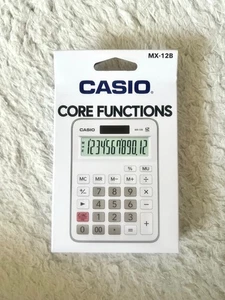 MX-12B
CASIO
CORE FUNCTIONS
CASIO
123456789012
% MU
MC MR M- M+ ÷
7 8 9 ×
▶ 4 5 6 -
1 2 3
0 00 . = +